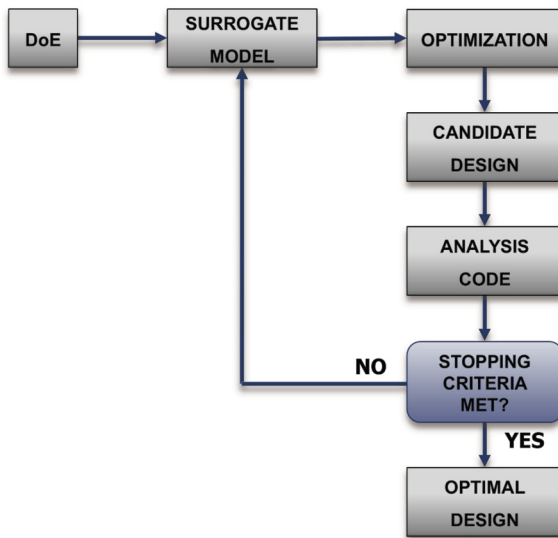 DoE
SURROGATE
MODEL
OPTIMIZATION
CANDIDATE
DESIGN
ANALYSIS
CODE
STOPPING
CRITERIA
MET?
NO
YES
OPTIMAL
DESIGN